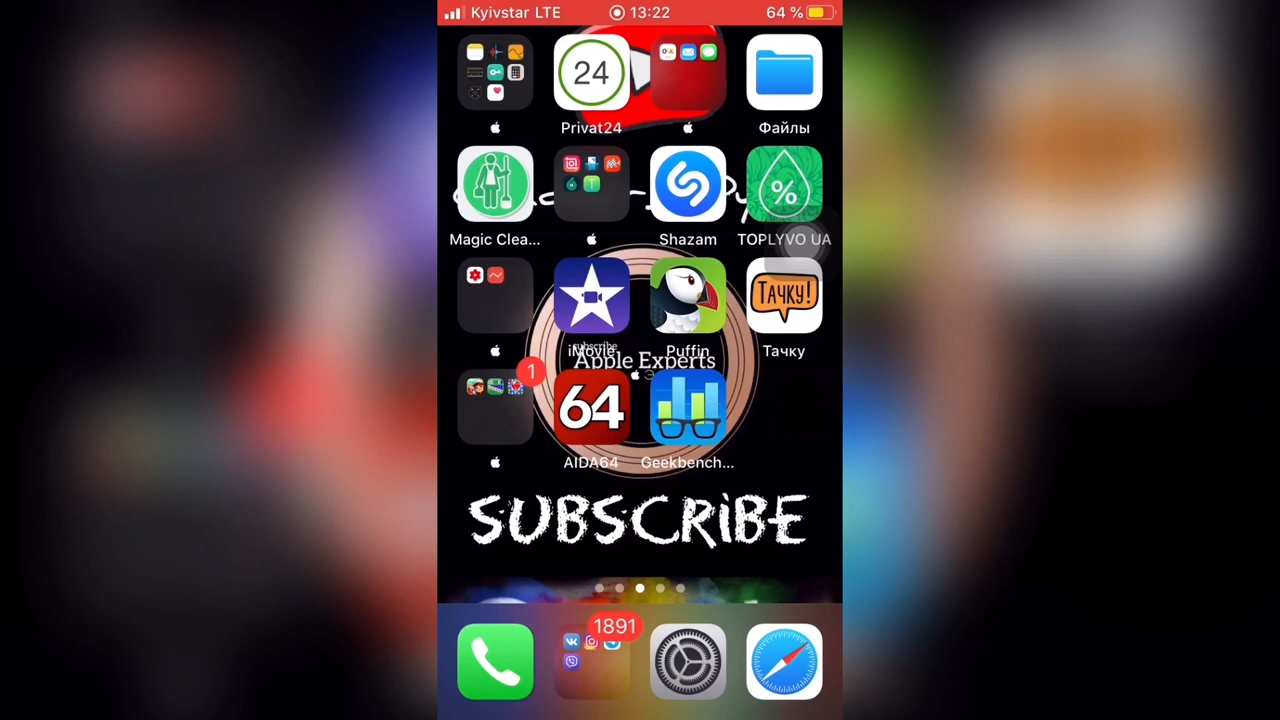 Kyivstar LTE 13:22 64 %
24
Privat24 Файлы
%
Magic Clea... Shazam TOPLYVO UA
ТАЧКУ!
iMovie Puffin Тачку
subscribe
Apple Experts
1
64
AIDA64 Geekbench...
SUBSCRIBE
1891